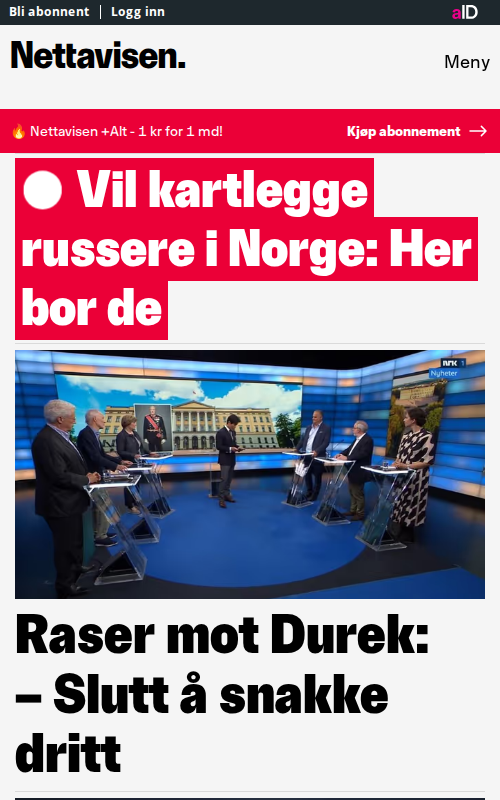 Bli abonnent | Logg inn
aID
Nettavisen.
Meny
🔥 Nettavisen +Alt - 1 kr for 1 md!
Kjøp abonnement →
Vil kartlegge
russere i Norge: Her
bor de
NRK 1
Nyheter
Raser mot Durek:
– Slutt å snakke
dritt